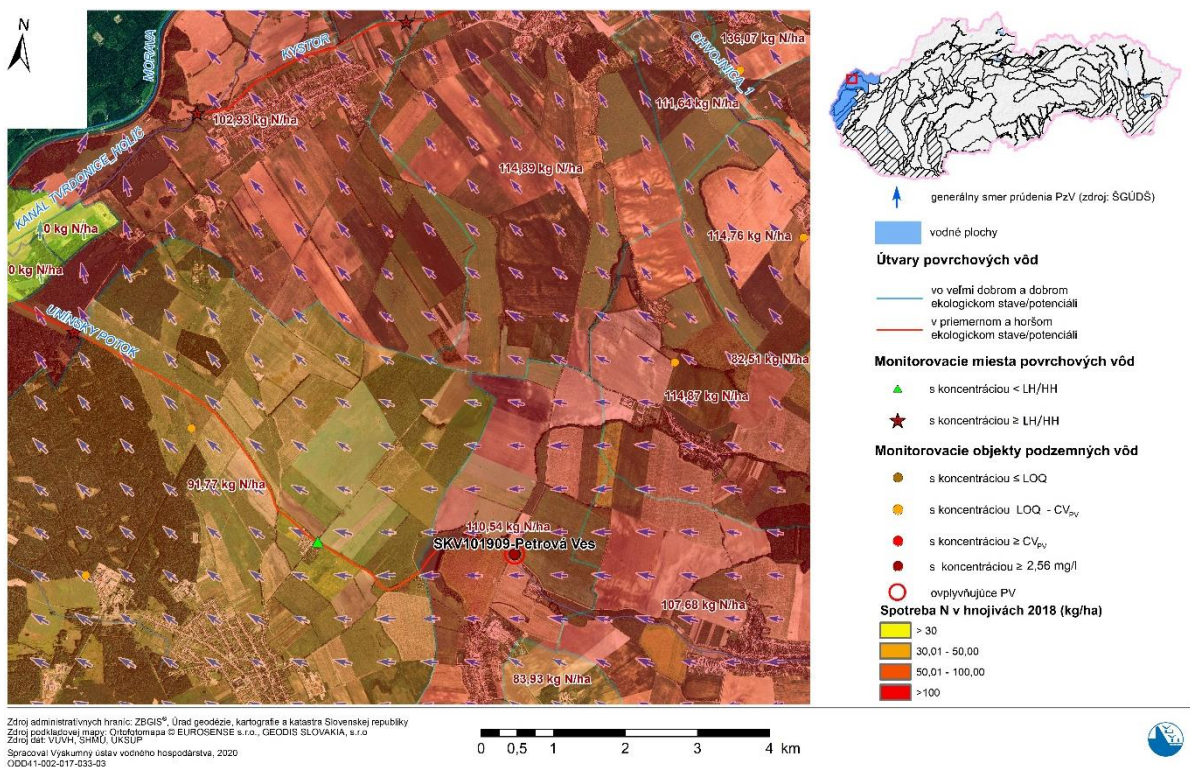 N
MORAVA
KYŠTOR
CHVOJNICA_1
136,07 kg N/ha
111,64 kg N/ha
102,93 kg N/ha
114,89 kg N/ha
KANÁL TVRDONICE_HOLÍČ
0 kg N/ha
114,76 kg N/ha
0 kg N/ha
UNÍNSKY POTOK
82,51 kg N/ha
114,87 kg N/ha
91,77 kg N/ha
110,54 kg N/ha
SKV101909-Petrová Ves
107,68 kg N/ha
83,93 kg N/ha
generálny smer prúdenia PzV (zdroj: ŠGÚDŠ)
vodné plochy
Útvary povrchových vôd
vo veľmi dobrom a dobrom
ekologickom stave/potenciáli
v priemernom a horšom
ekologickom stave/potenciáli
Monitorovacie miesta povrchových vôd
s koncentráciou < LH/HH
s koncentráciou ≥ LH/HH
Monitorovacie objekty podzemných vôd
s koncentráciou ≤ LOQ
s koncentráciou LOQ - CVPV
s koncentráciou ≥ CVPV
s koncentráciou ≥ 2,56 mg/l
ovplyvňujúce PV
Spotreba N v hnojivách 2018 (kg/ha)
> 30
30,01 - 50,00
50,01 - 100,00
>100
Zdroj administratívnych hraníc: ZBGIS®, Úrad geodézie, kartografie a katastra Slovenskej republiky
Zdroj podkladovej mapy: Ortofotomapa © EUROSENSE s.r.o., GEODIS SLOVAKIA, s.r.o
Zdroj dát: VÚVH, SHMÚ, ÚKSÚP
Spracoval Výskumný ústav vodného hospodárstva, 2020
ODD41-002-017-033-03
0 0,5 1 2 3 4 km